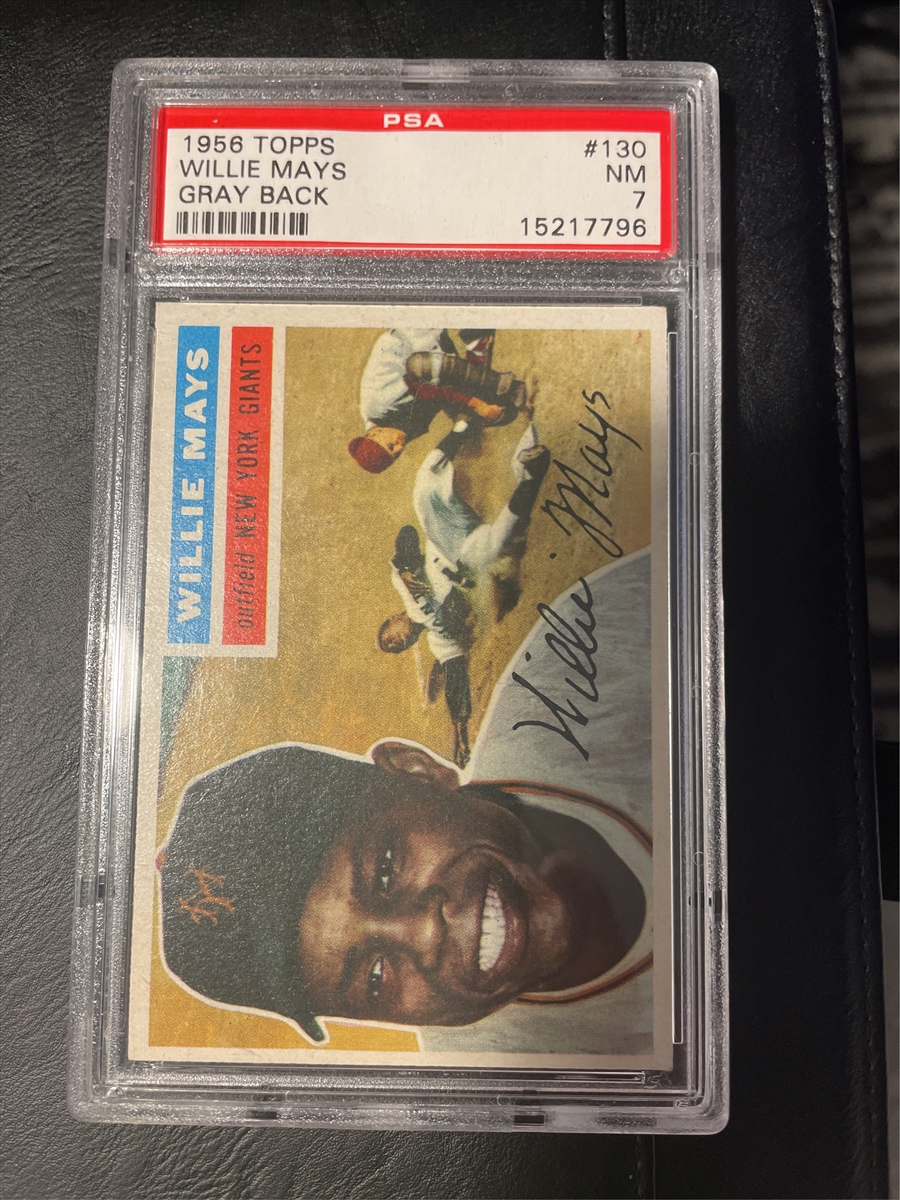 PSA
1956 TOPPS #130
WILLIE MAYS NM
GRAY BACK 7
15217796
WILLIE MAYS
outfield NEW YORK GIANTS
Willie Mays
NY